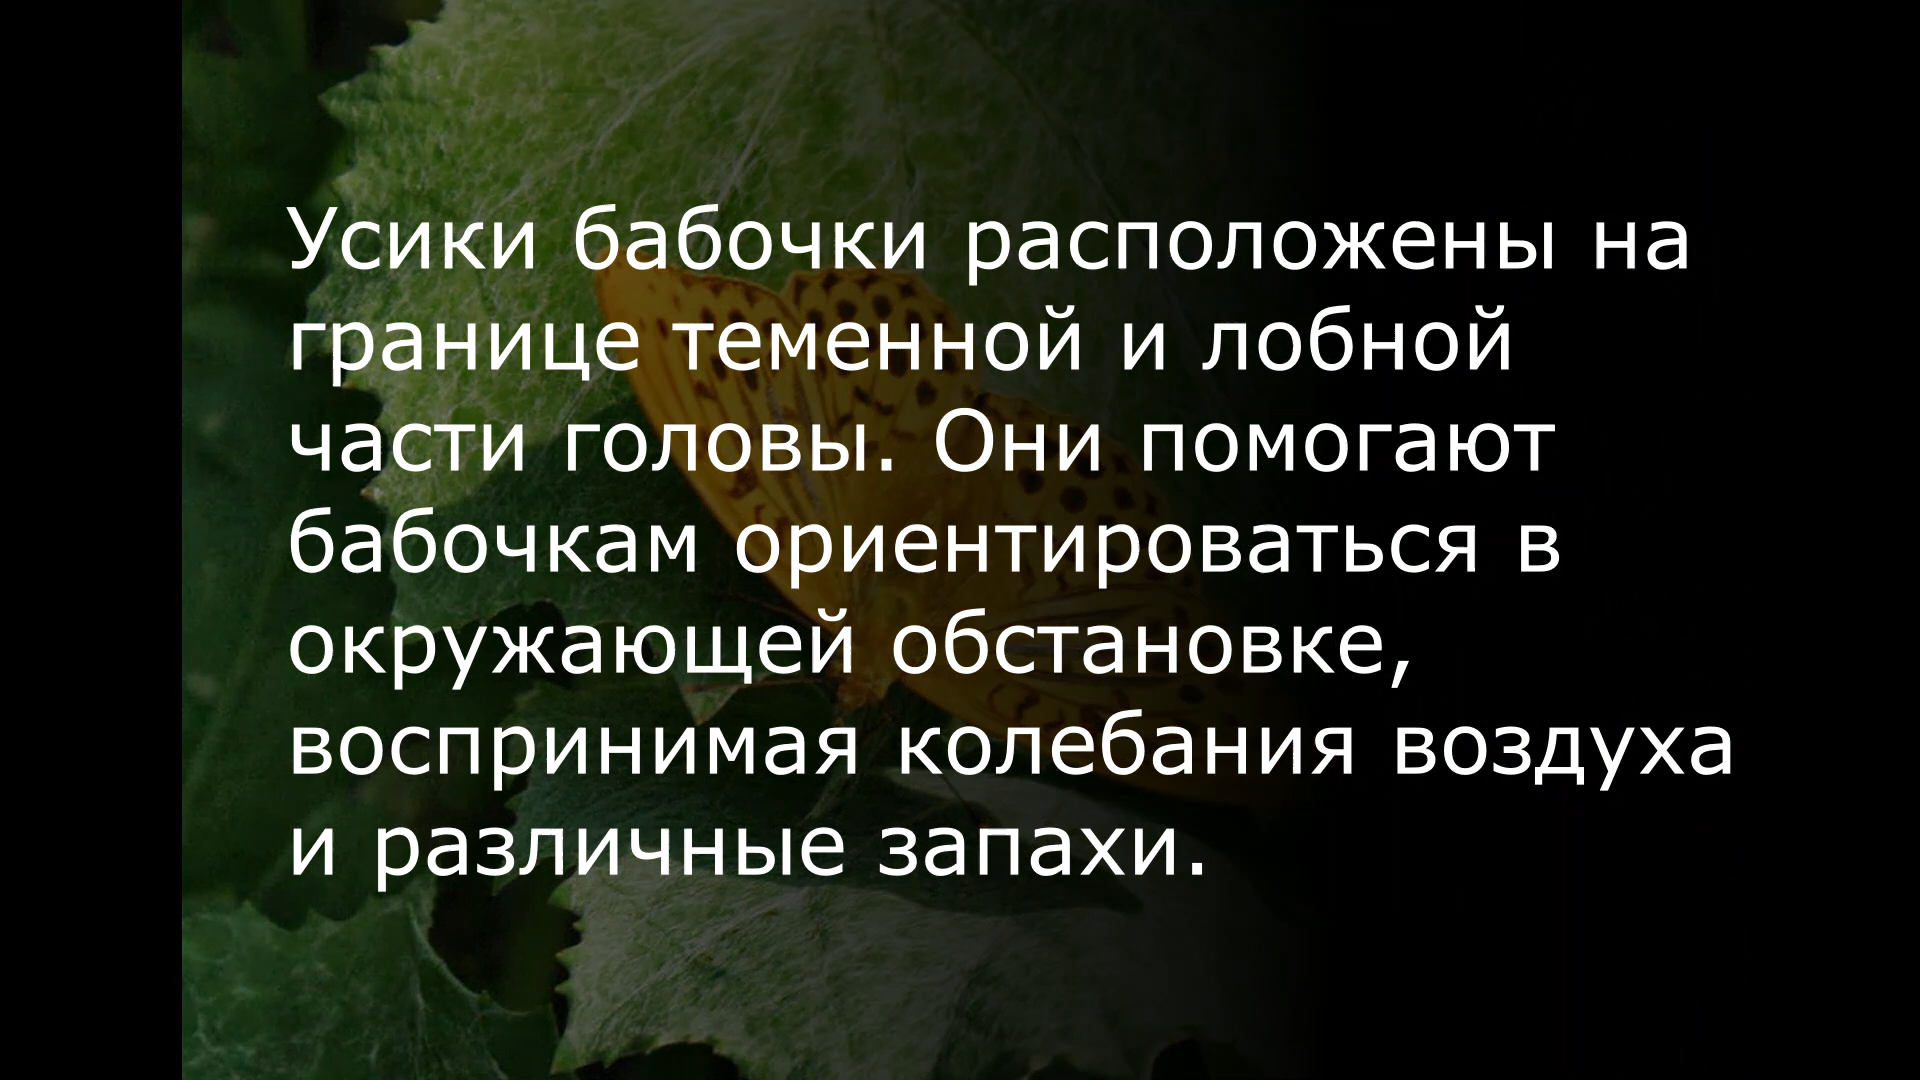 Усики бабочки расположены на
границе теменной и лобной
части головы. Они помогают
бабочкам ориентироваться в
окружающей обстановке,
воспринимая колебания воздуха
и различные запахи.